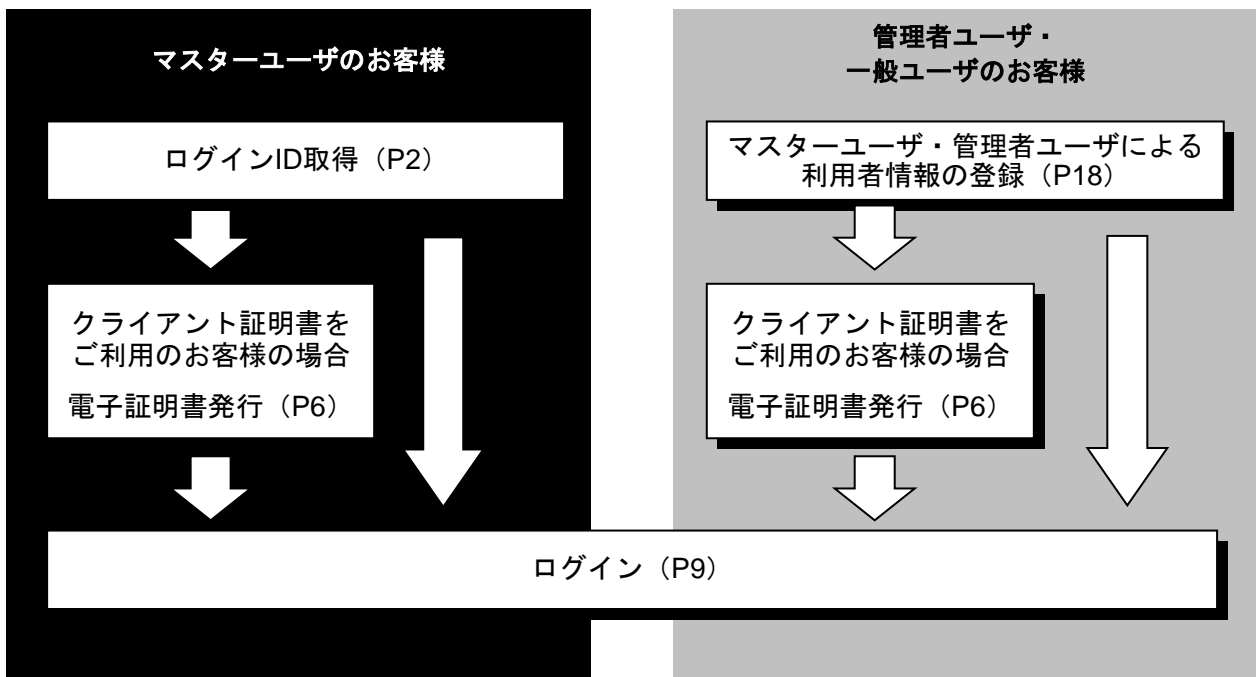 マスターユーザのお客様
ログインID取得（P2）
クライアント証明書を
ご利用のお客様の場合
電子証明書発行（P6）
管理者ユーザ・
一般ユーザのお客様
マスターユーザ・管理者ユーザによる
利用者情報の登録（P18）
クライアント証明書を
ご利用のお客様の場合
電子証明書発行（P6）
ログイン（P9）